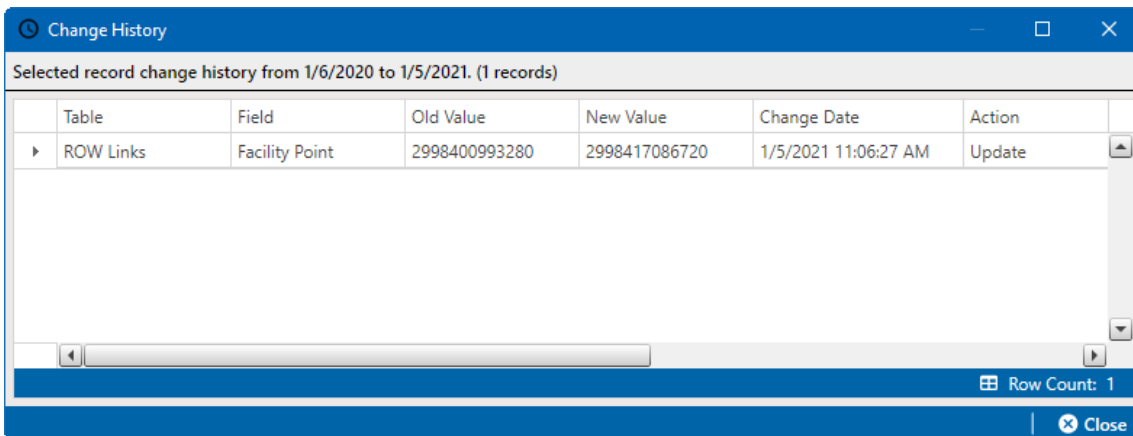 Change History
Selected record change history from 1/6/2020 to 1/5/2021. (1 records)
Table Field Old Value New Value Change Date Action
ROW Links Facility Point 2998400993280 2998417086720 1/5/2021 11:06:27 AM Update
Row Count: 1
Close